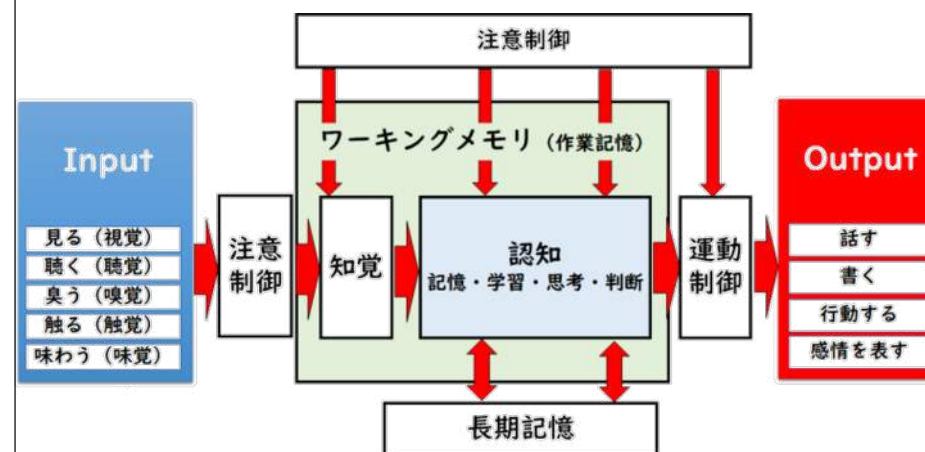 注意制御
ワーキングメモリ（作業記憶）
Input
見る（視覚）
聴く（聴覚）
臭う（嗅覚）
触る（触覚）
味わう（味覚）
注意
制御
知覚
認知
記憶・学習・思考・判断
運動
制御
Output
話す
書く
行動する
感情を表す
長期記憶